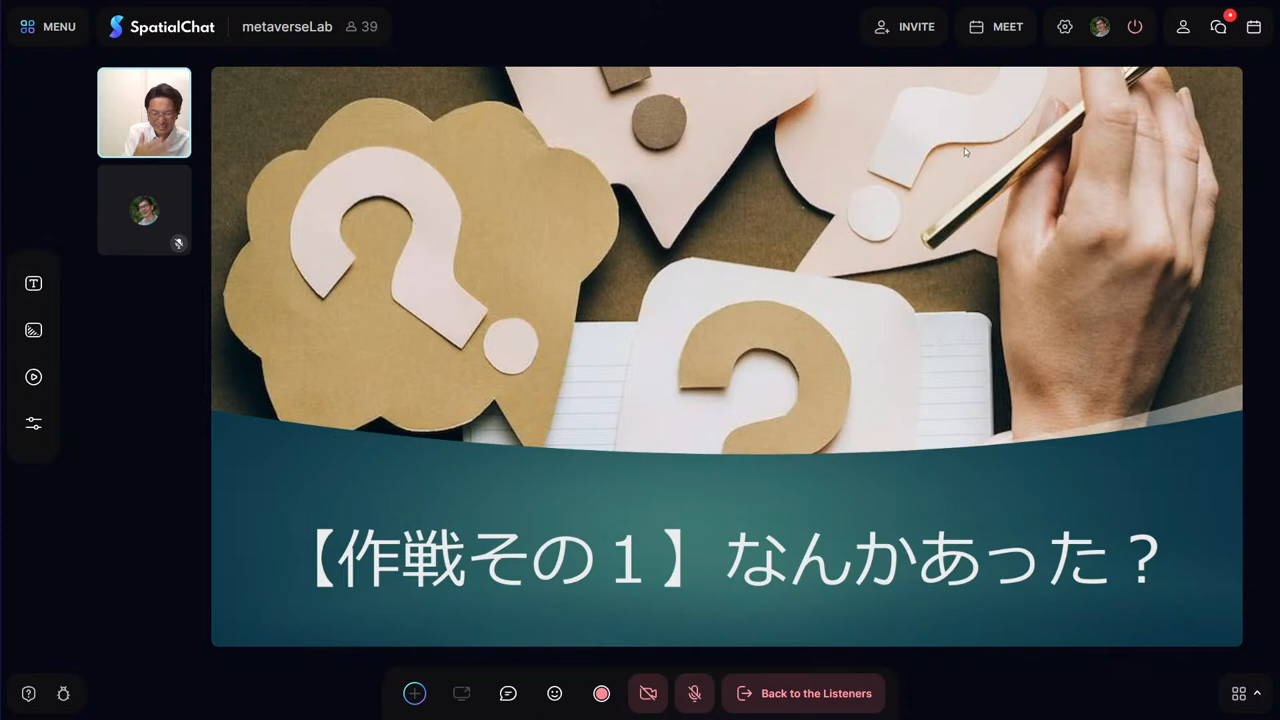 MENU
SpatialChat
metaverseLab
39
INVITE
MEET
【作戦その１】なんかあった？
Back to the Listeners